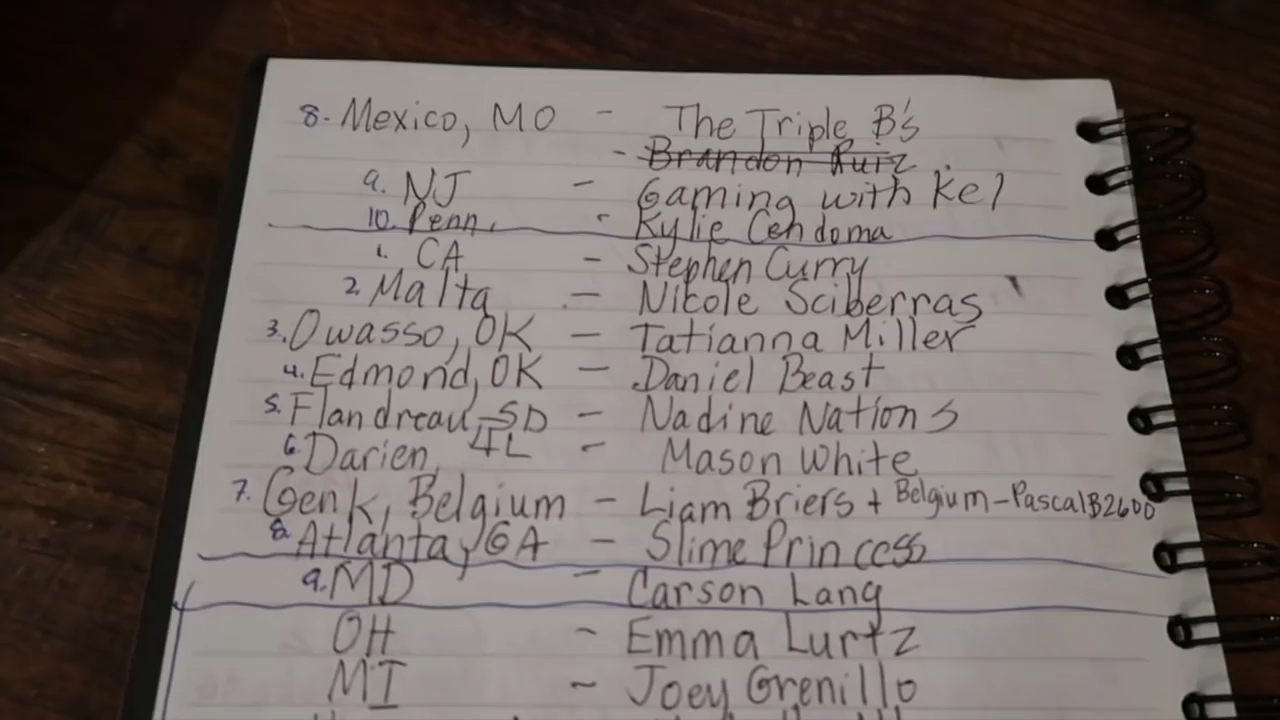 8. Mexico, MO - The Triple B's
- Brandon Ruiz
9. NJ - Gaming with Kel
10. Penn. - Kylie Cendoma
1. CA - Stephen Curry
2. Malta - Nicole Sciberras
3. Owasso, OK - Tatianna Miller
4. Edmond, OK - Daniel Beast
5. Flandreau, SD - Nadine Nations
6. Darien, IL - Mason White
7. Genk, Belgium - Liam Briers + Belgium - PascalB2600
8. Atlanta, GA - Slime Princess
9. MD - Carson Lang
OH - Emma Lurtz
MI - Joey Grenillo